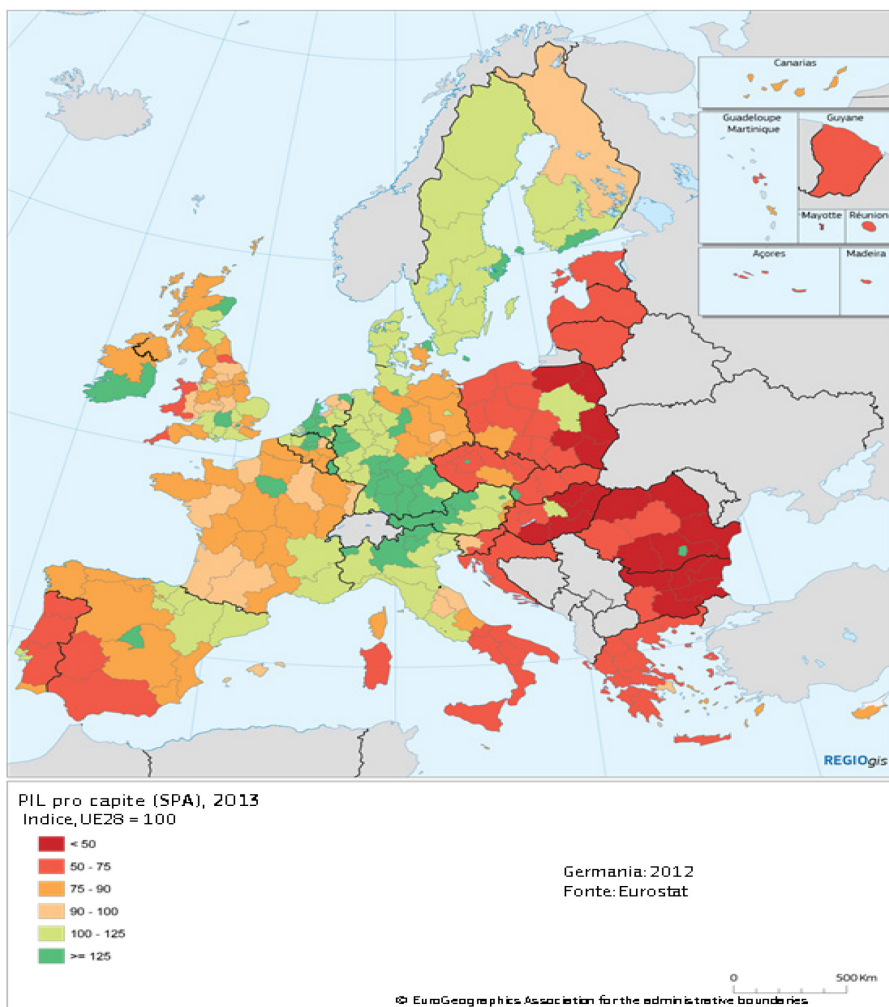 Canarias
Guadeloupe
Martinique
Guyane
Mayotte
Réunion
Açores
Madeira
REGIOgis
PIL pro capite (SPA), 2013
Indice, UE28 = 100
< 50
50 - 75
75 - 90
90 - 100
100 - 125
>= 125
Germania: 2012
Fonte: Eurostat
0
500 Km
© EuroGeographics Association for the administrative boundaries